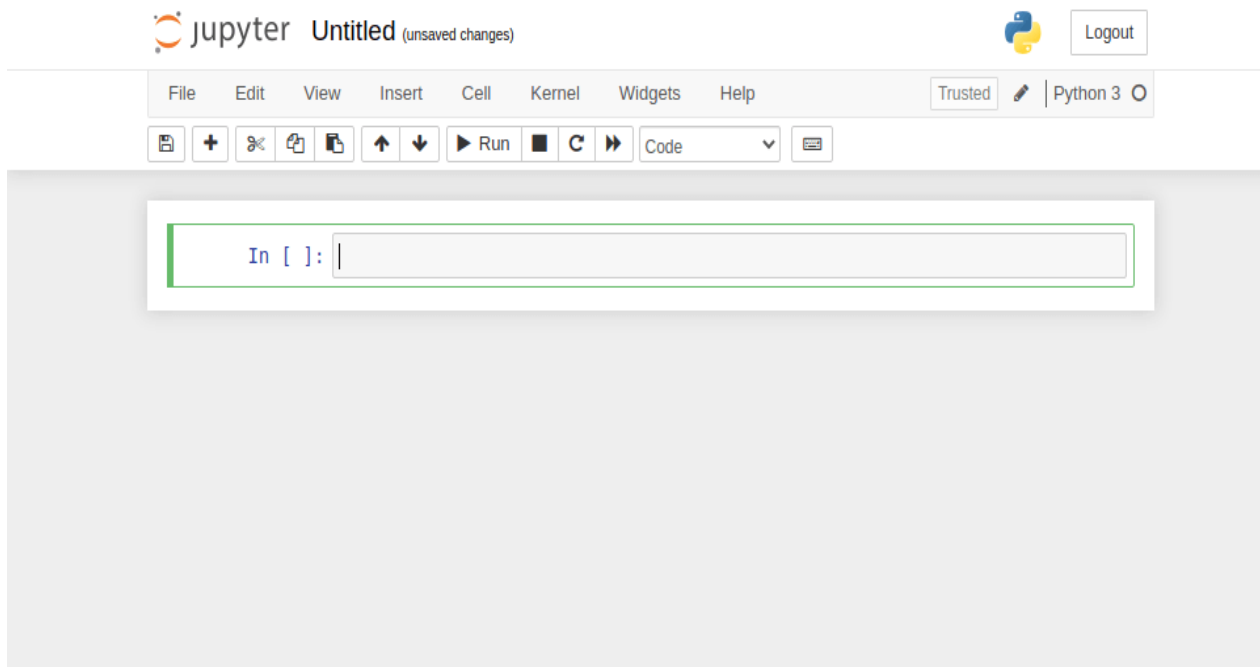 jupyter Untitled (unsaved changes) Logout
File Edit View Insert Cell Kernel Widgets Help Trusted Python 3
Run Code
In [ ]: